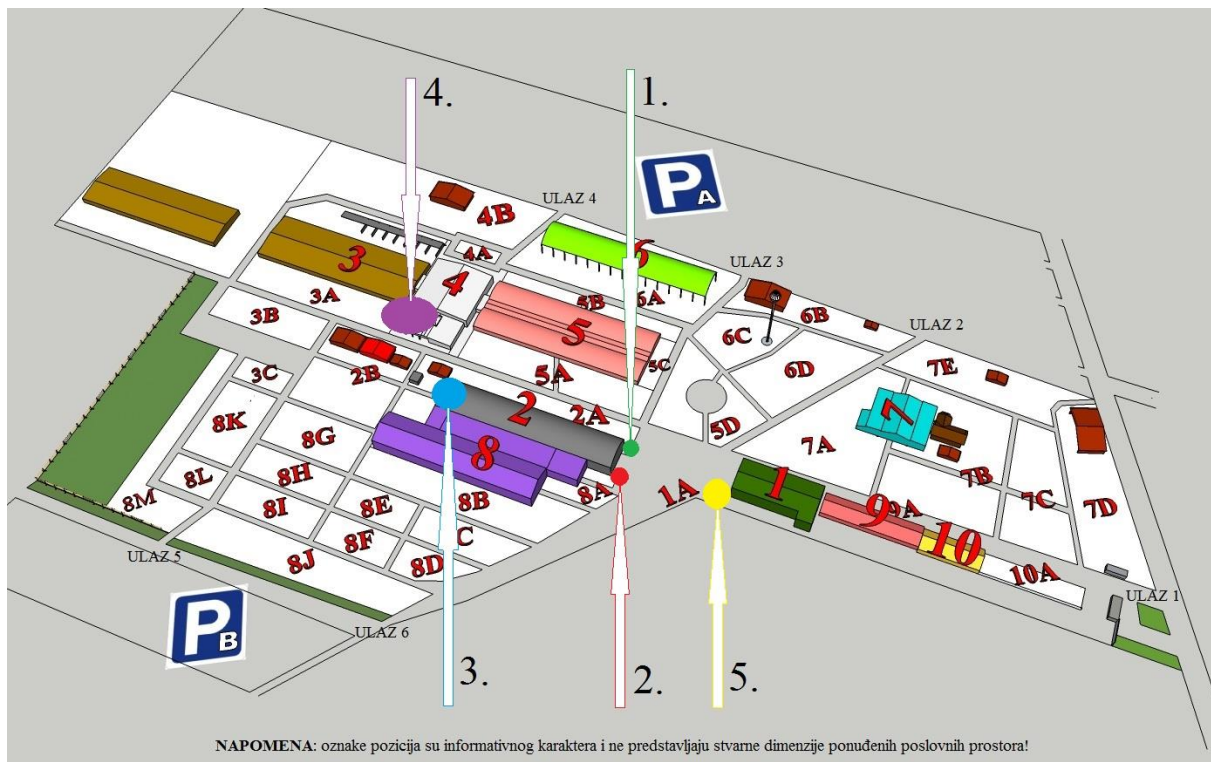 4.
1.
P A
ULAZ 4
4B
4A
3
6
ULAZ 3
4
3A
5B
6A
6B
ULAZ 2
3B
5
6C
2B
5C
6D
7E
3C
5A
8K
2
2A
7
8G
5D
7A
8
8H
8L
7B
8M
8I
8E
8B
8A
1A
1
9
9A
7C
7D
8F
C
10
8J
8D
10A
ULAZ 5
ULAZ 1
P B
ULAZ 6
3.
2.
5.
NAPOMENA: oznake pozicija su informativnog karaktera i ne predstavljaju stvarne dimenzije ponuđenih poslovnih prostora!